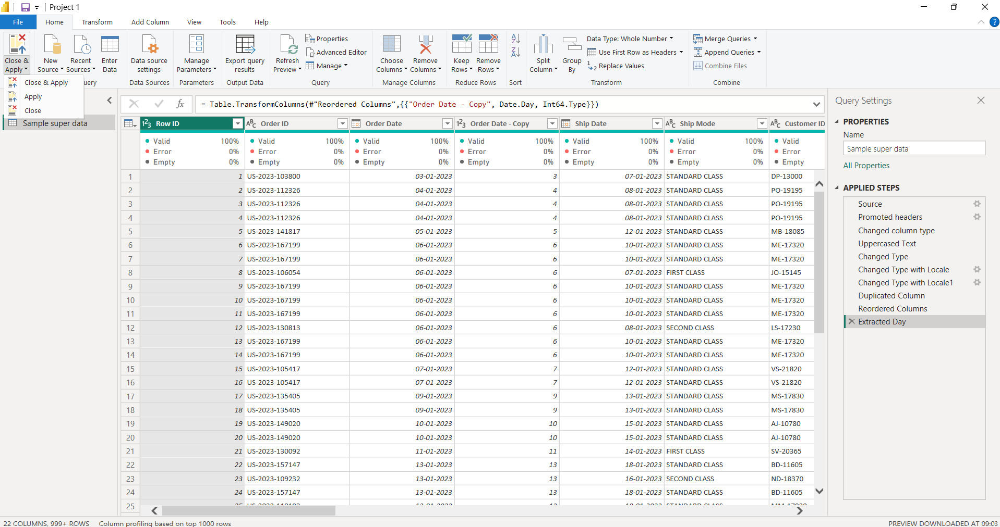 Project 1
File Home Transform Add Column View Tools Help
Close & Apply
New Source
Recent Sources
Enter Data
Data source settings
Manage Parameters
Export query results
Refresh Preview
Properties
Advanced Editor
Manage
Choose Columns
Remove Columns
Keep Rows
Remove Rows
Split Column
Group By
Data Type: Whole Number
Use First Row as Headers
Replace Values
Merge Queries
Append Queries
Combine Files
uery Data Sources Parameters Output Data Query Manage Columns Reduce Rows Sort Transform Combine
Close & Apply
Apply
Close
Sample super data
fx = Table.TransformColumns(#"Reordered Columns",{{"Order Date - Copy", Date.Day, Int64.Type}})
Row ID Order ID Order Date Order Date - Copy Ship Date Ship Mode Customer ID
Valid 100% Valid 100% Valid 100% Valid 100% Valid 100% Valid 100% Valid
Error 0% Error 0% Error 0% Error 0% Error 0% Error 0% Error
Empty 0% Empty 0% Empty 0% Empty 0% Empty 0% Empty 0% Empty
1 1 US-2023-103800 03-01-2023 3 07-01-2023 STANDARD CLASS DP-13000
2 2 US-2023-112326 04-01-2023 4 08-01-2023 STANDARD CLASS PO-19195
3 3 US-2023-112326 04-01-2023 4 08-01-2023 STANDARD CLASS PO-19195
4 4 US-2023-112326 04-01-2023 4 08-01-2023 STANDARD CLASS PO-19195
5 5 US-2023-141817 05-01-2023 5 12-01-2023 STANDARD CLASS MB-18085
6 6 US-2023-167199 06-01-2023 6 10-01-2023 STANDARD CLASS ME-17320
7 7 US-2023-167199 06-01-2023 6 10-01-2023 STANDARD CLASS ME-17320
8 8 US-2023-106054 06-01-2023 6 07-01-2023 FIRST CLASS JO-15145
9 9 US-2023-167199 06-01-2023 6 10-01-2023 STANDARD CLASS ME-17320
10 10 US-2023-167199 06-01-2023 6 10-01-2023 STANDARD CLASS ME-17320
11 11 US-2023-167199 06-01-2023 6 10-01-2023 STANDARD CLASS ME-17320
12 12 US-2023-130813 06-01-2023 6 08-01-2023 SECOND CLASS LS-17230
13 13 US-2023-167199 06-01-2023 6 10-01-2023 STANDARD CLASS ME-17320
14 14 US-2023-167199 06-01-2023 6 10-01-2023 STANDARD CLASS ME-17320
15 15 US-2023-105417 07-01-2023 7 12-01-2023 STANDARD CLASS VS-21820
16 16 US-2023-105417 07-01-2023 7 12-01-2023 STANDARD CLASS VS-21820
17 17 US-2023-135405 09-01-2023 9 13-01-2023 STANDARD CLASS MS-17830
18 18 US-2023-135405 09-01-2023 9 13-01-2023 STANDARD CLASS MS-17830
19 19 US-2023-149020 10-01-2023 10 15-01-2023 STANDARD CLASS AJ-10780
20 20 US-2023-149020 10-01-2023 10 15-01-2023 STANDARD CLASS AJ-10780
21 21 US-2023-130092 11-01-2023 11 14-01-2023 FIRST CLASS SV-20365
22 22 US-2023-157147 13-01-2023 13 18-01-2023 STANDARD CLASS BD-11605
23 23 US-2023-109232 13-01-2023 13 16-01-2023 SECOND CLASS ND-18370
24 24 US-2023-157147 13-01-2023 13 18-01-2023 STANDARD CLASS BD-11605
25
Query Settings
PROPERTIES
Name
Sample super data
All Properties
APPLIED STEPS
Source
Promoted headers
Changed column type
Uppercased Text
Changed Type
Changed Type with Locale
Changed Type with Locale1
Duplicated Column
Reordered Columns
Extracted Day
22 COLUMNS, 999+ ROWS Column profiling based on top 1000 rows PREVIEW DOWNLOADED AT 09:03